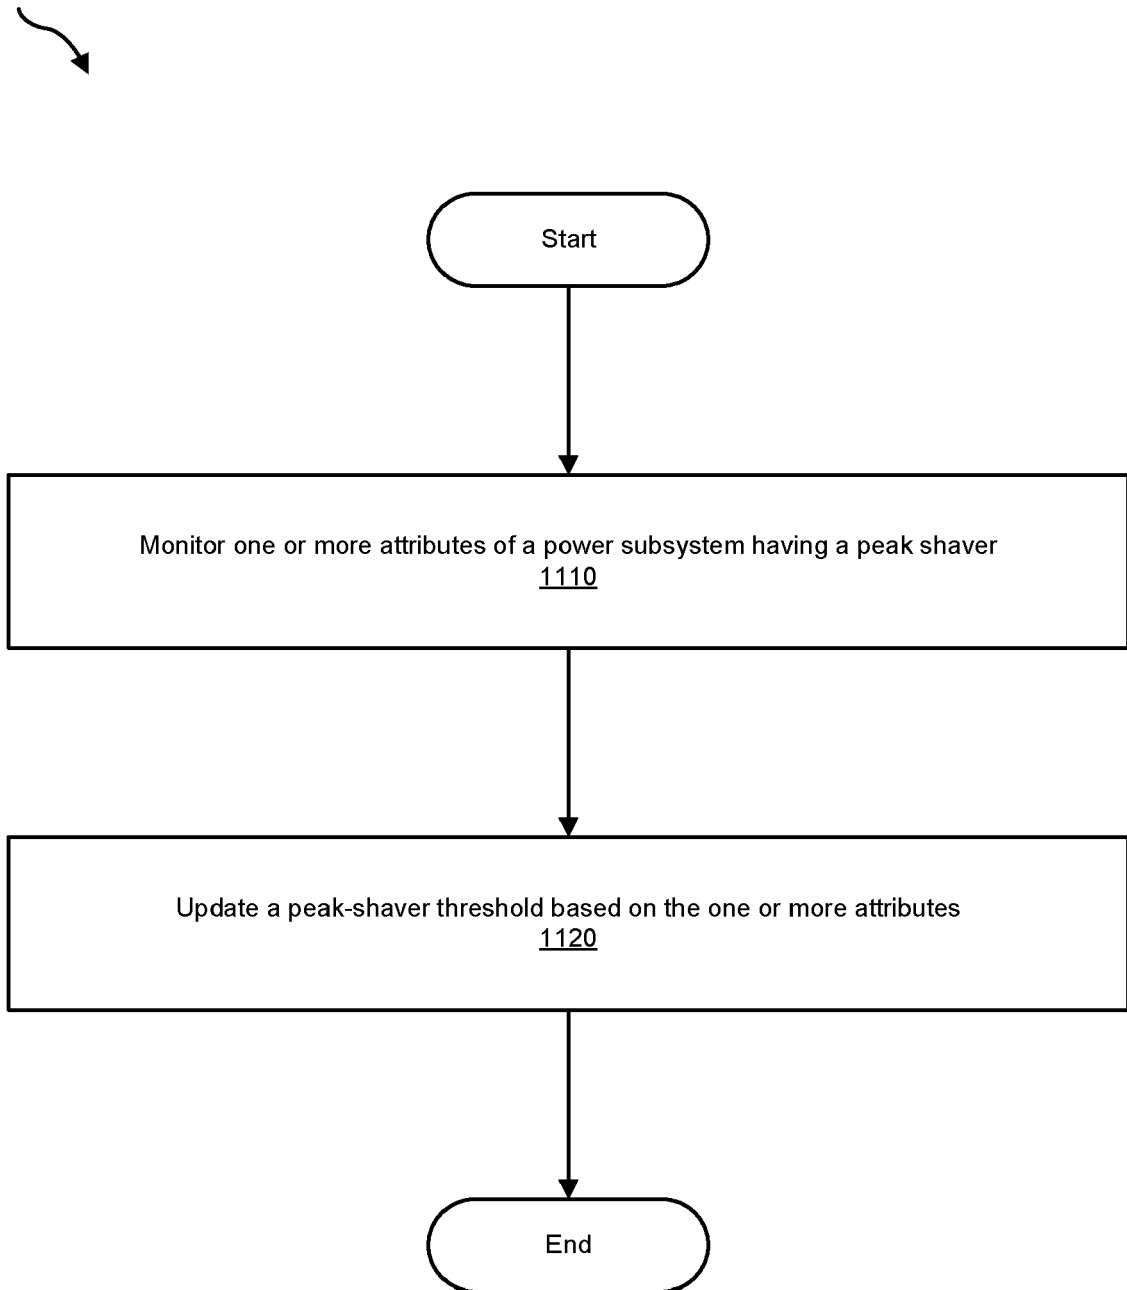 Start
Monitor one or more attributes of a power subsystem having a peak shaver
1110
Update a peak-shaver threshold based on the one or more attributes
1120
End